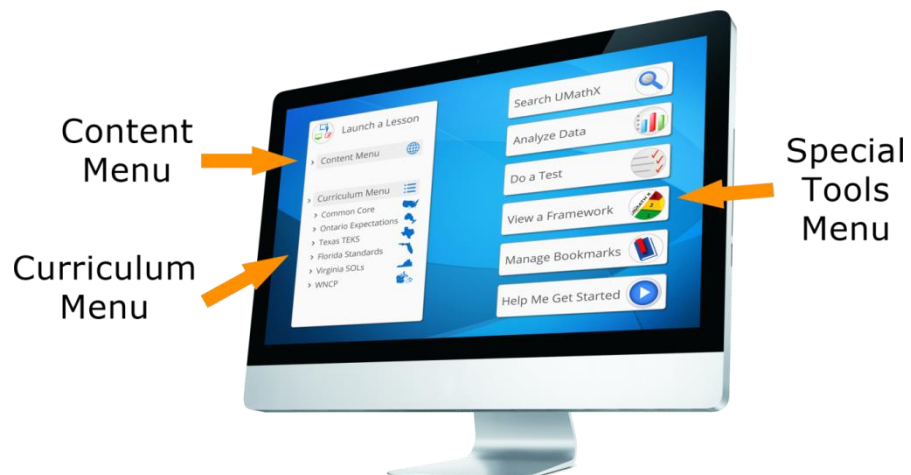 Content
Menu
Curriculum
Menu
Launch a Lesson
> Content Menu
> Curriculum Menu
> Common Core
> Ontario Expectations
> Texas TEKS
> Florida Standards
> Virginia SOLs
> WNCP
Search UMathX
Analyze Data
Do a Test
View a Framework
Manage Bookmarks
Help Me Get Started
Special
Tools
Menu